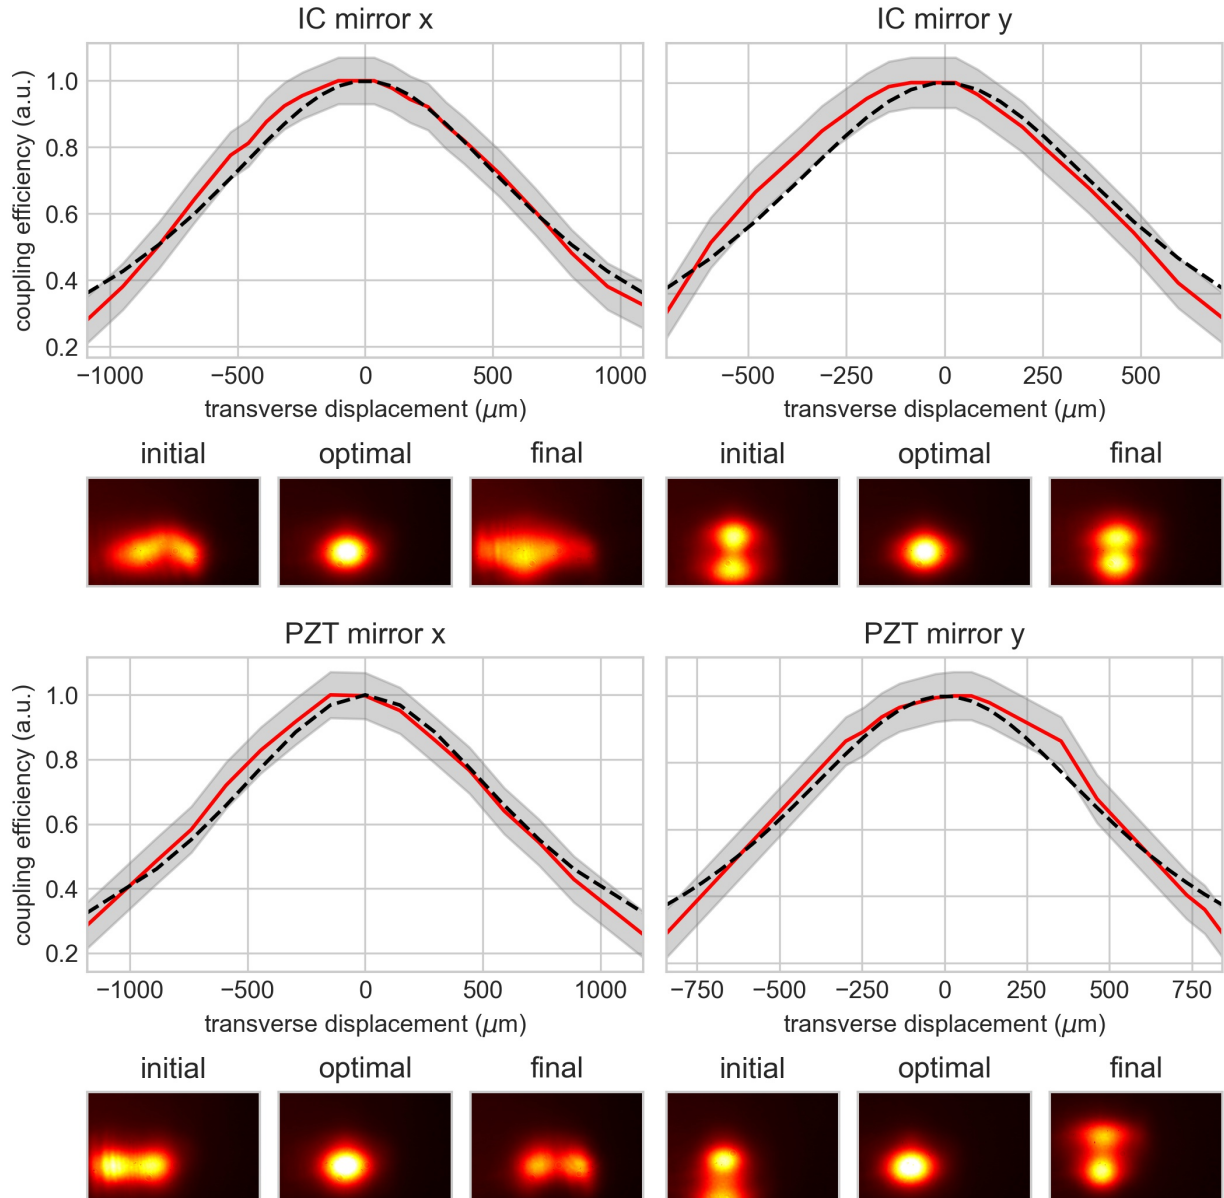 IC mirror x
IC mirror y
coupling efficiency (a.u.)
1.0
0.8
0.6
0.4
0.2
−1000 −500 0 500 1000
−500 −250 0 250 500
transverse displacement (μm)
transverse displacement (μm)
initial optimal final
initial optimal final
PZT mirror x
PZT mirror y
coupling efficiency (a.u.)
1.0
0.8
0.6
0.4
0.2
−1000 −500 0 500 1000
−750 −500 −250 0 250 500 750
transverse displacement (μm)
transverse displacement (μm)
initial optimal final
initial optimal final